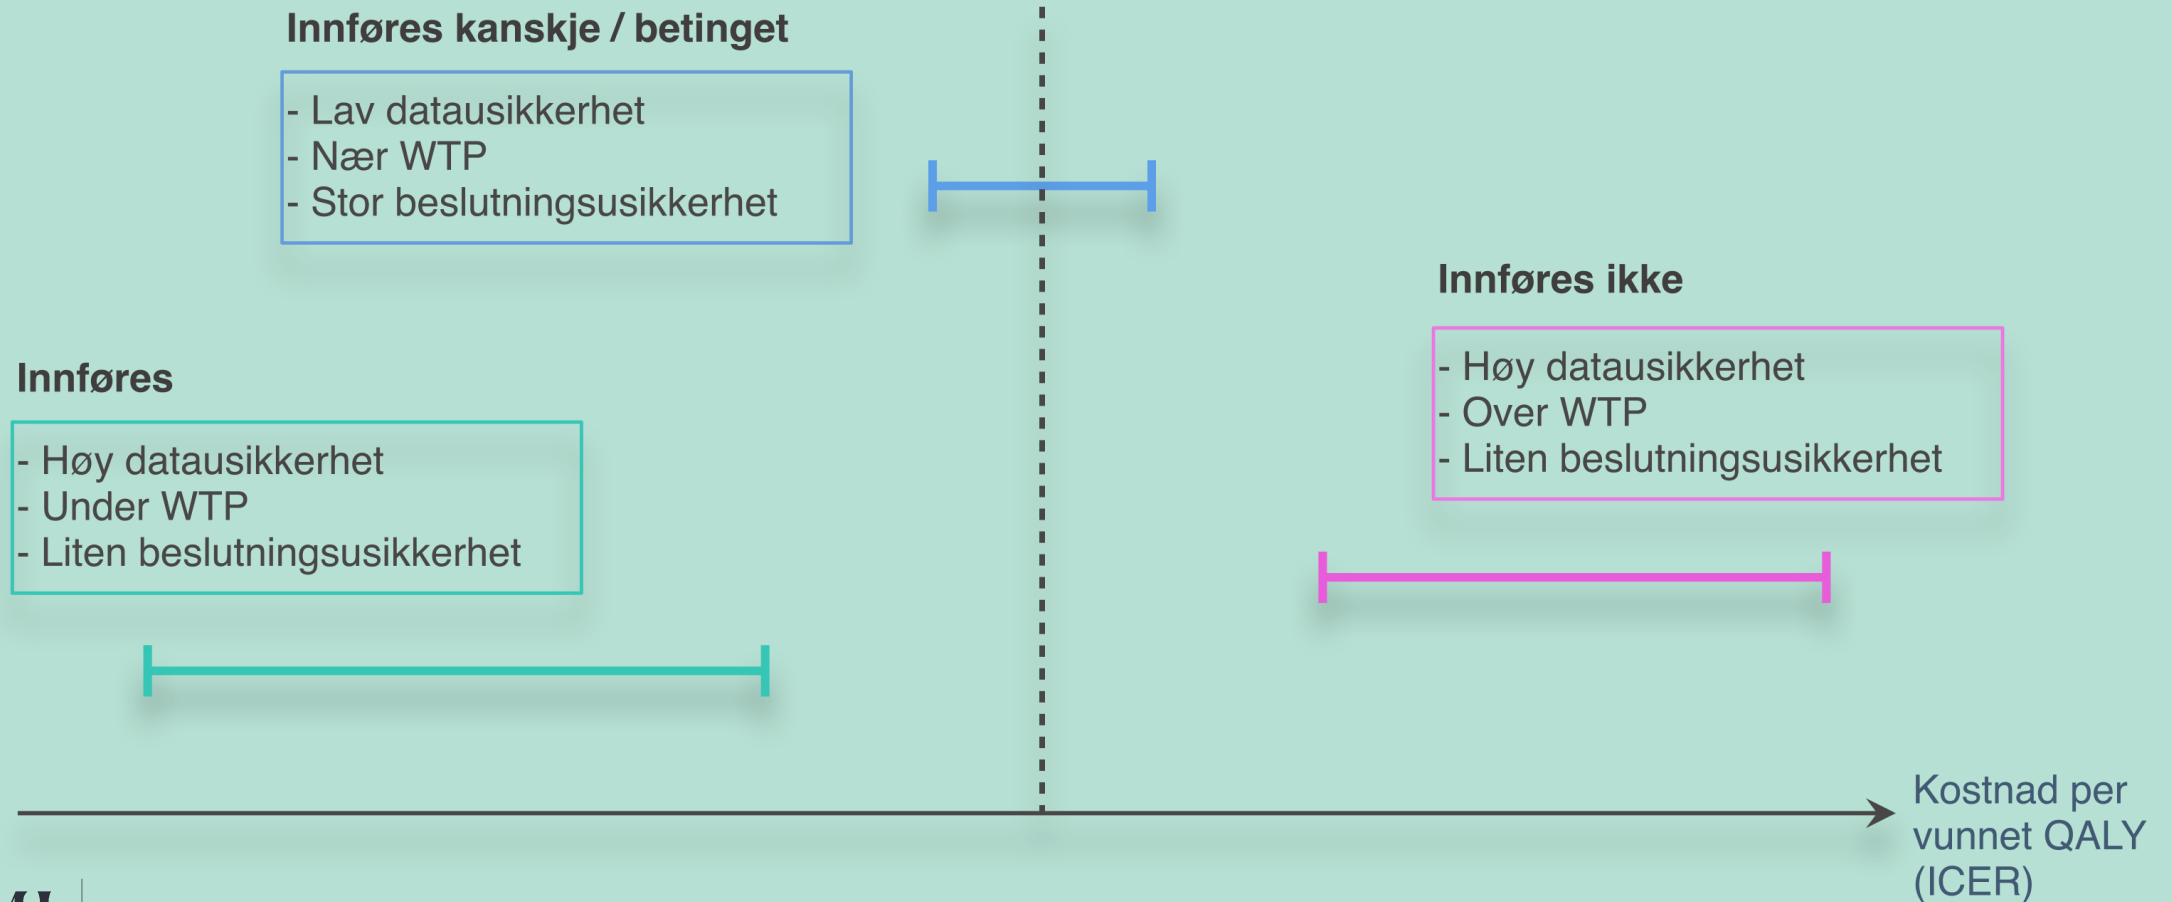 Innføres kanskje / betinget
- Lav datausikkerhet
- Nær WTP
- Stor beslutningsusikkerhet
Innføres ikke
- Høy datausikkerhet
- Over WTP
- Liten beslutningsusikkerhet
Innføres
- Høy datausikkerhet
- Under WTP
- Liten beslutningsusikkerhet
Kostnad per
vunnet QALY
(ICER)